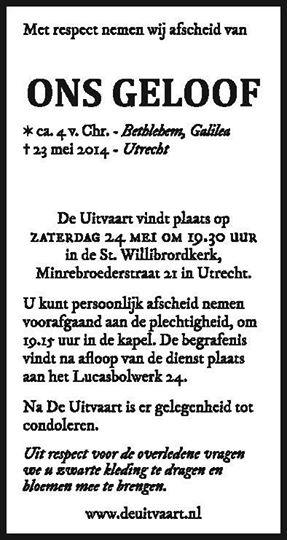 Met respect nemen wij afscheid van
ONS GELOOF
* ca. 4 v. Chr. - Bethlehem, Galilea
† 23 mei 2014 - Utrecht
De Uitvaart vindt plaats op
ZATERDAG 24 MEI OM 19.30 UUR
in de St. Willibrordkerk,
Minrebroederstraat 21 in Utrecht.
U kunt persoonlijk afscheid nemen
voorafgaand aan de plechtigheid, om
19.15 uur in de kapel. De begrafenis
vindt na afloop van de dienst plaats
aan het Lucasbolwerk 24.
Na De Uitvaart is er gelegenheid tot
condoleren.
Uit respect voor de overledene vragen
we u zwarte kleding te dragen en
bloemen mee te brengen.
www.deuitvaart.nl